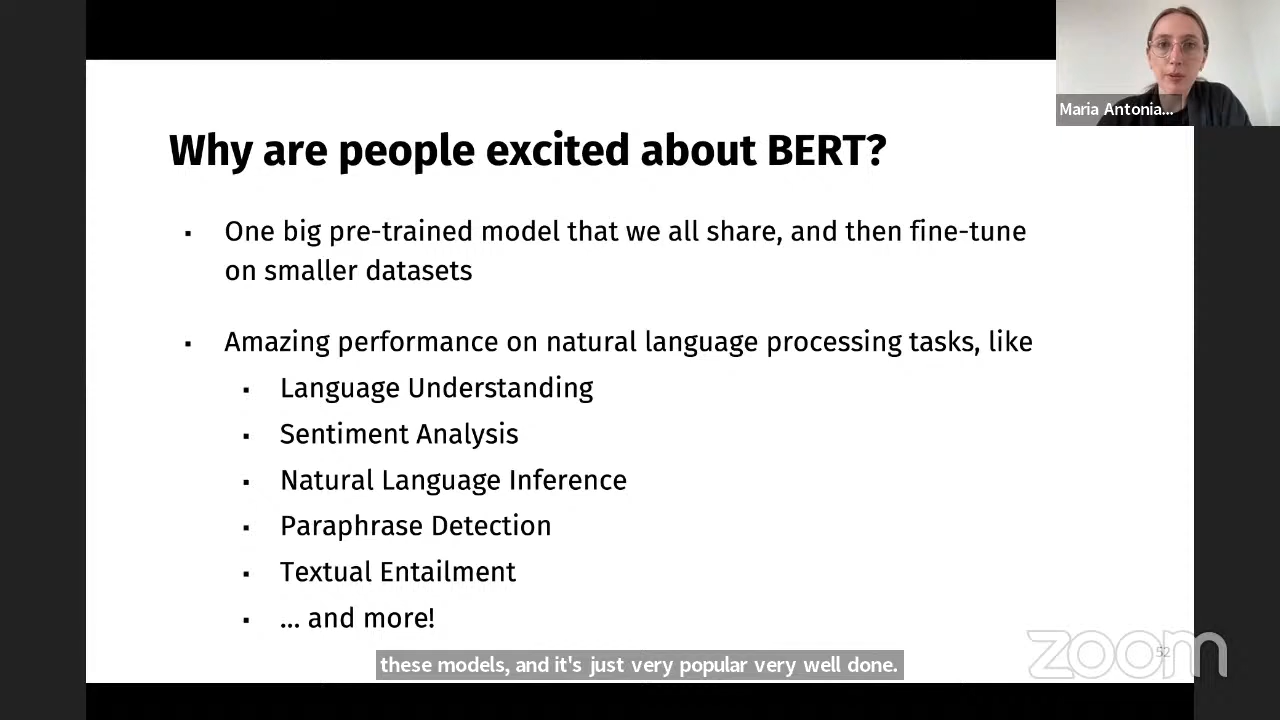 Maria Antonia...
Why are people excited about BERT?
▪ One big pre-trained model that we all share, and then fine-tune
on smaller datasets
▪ Amazing performance on natural language processing tasks, like
▪ Language Understanding
▪ Sentiment Analysis
▪ Natural Language Inference
▪ Paraphrase Detection
▪ Textual Entailment
▪ ... and more!
these models, and it's just very popular very well done.
zoom
52